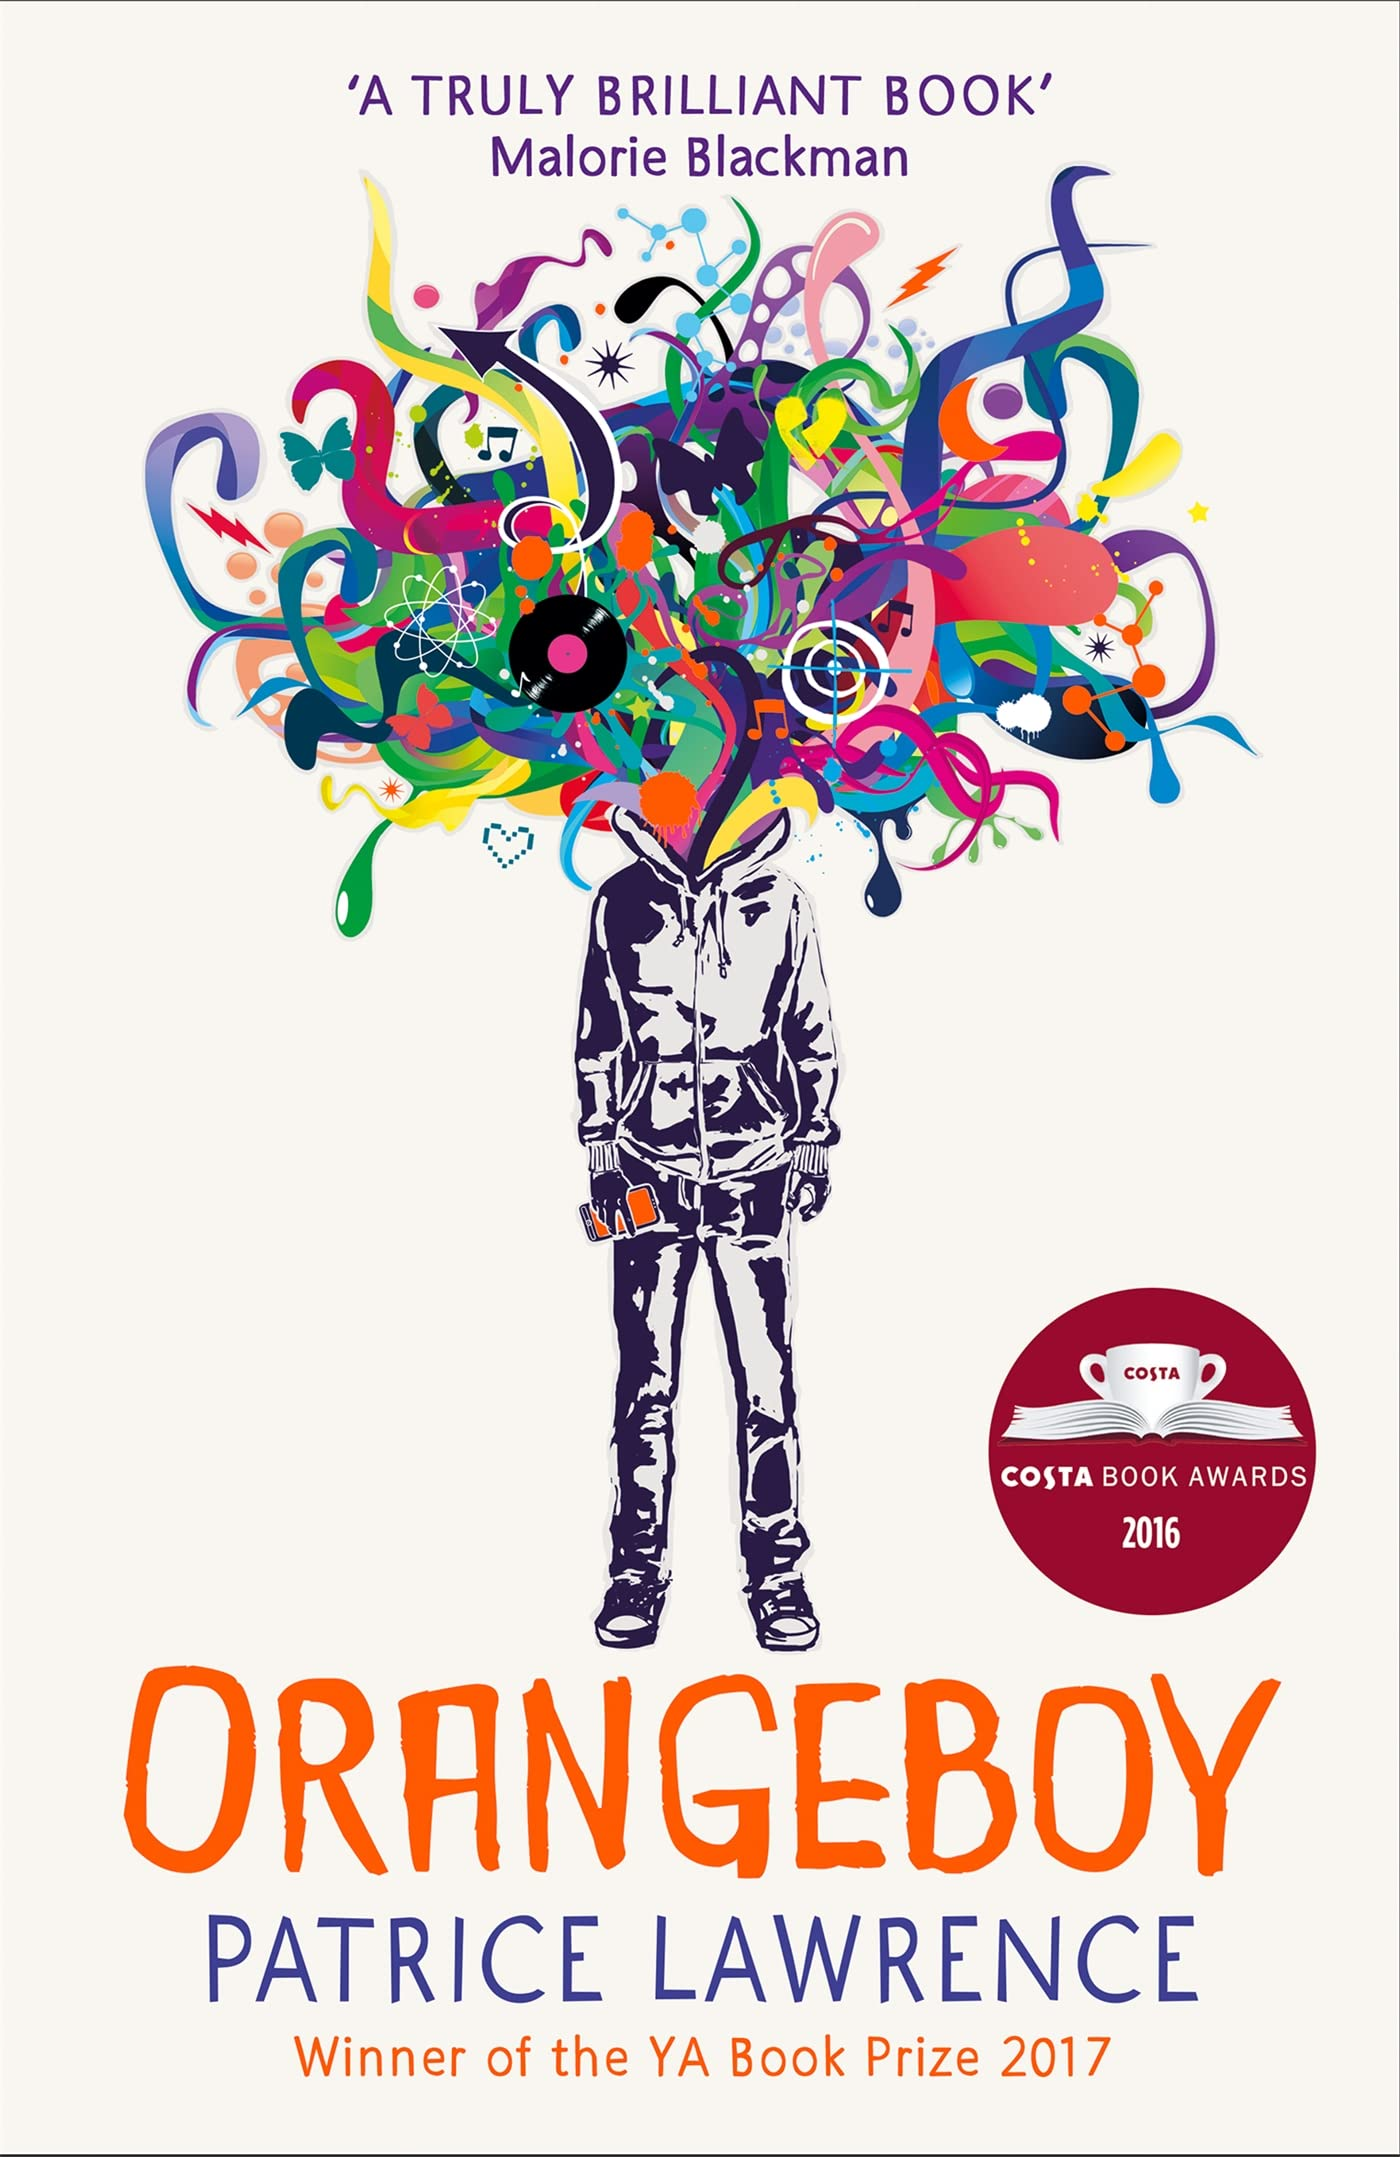 ‘A TRULY BRILLIANT BOOK’
Malorie Blackman
COSTA
COSTA BOOK AWARDS
2016
ORANGEBOY
PATRICE LAWRENCE
Winner of the YA Book Prize 2017